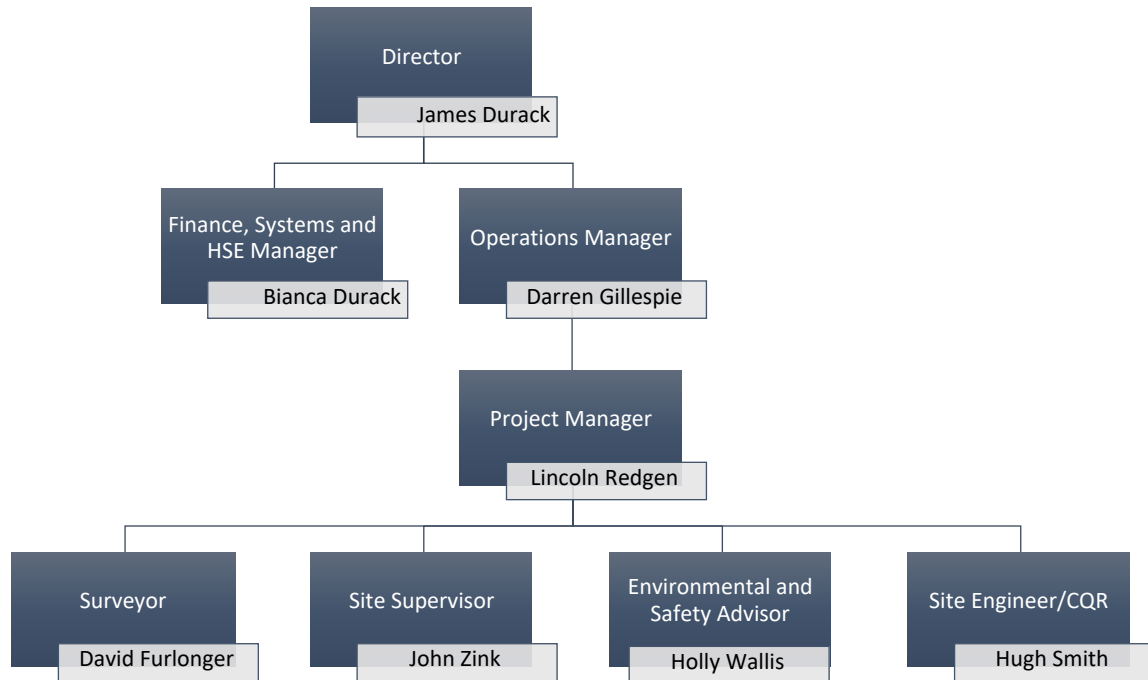 Director
James Durack
Finance, Systems and
HSE Manager
Bianca Durack
Operations Manager
Darren Gillespie
Project Manager
Lincoln Redgen
Surveyor
David Furlonger
Site Supervisor
John Zink
Environmental and
Safety Advisor
Holly Wallis
Site Engineer/CQR
Hugh Smith